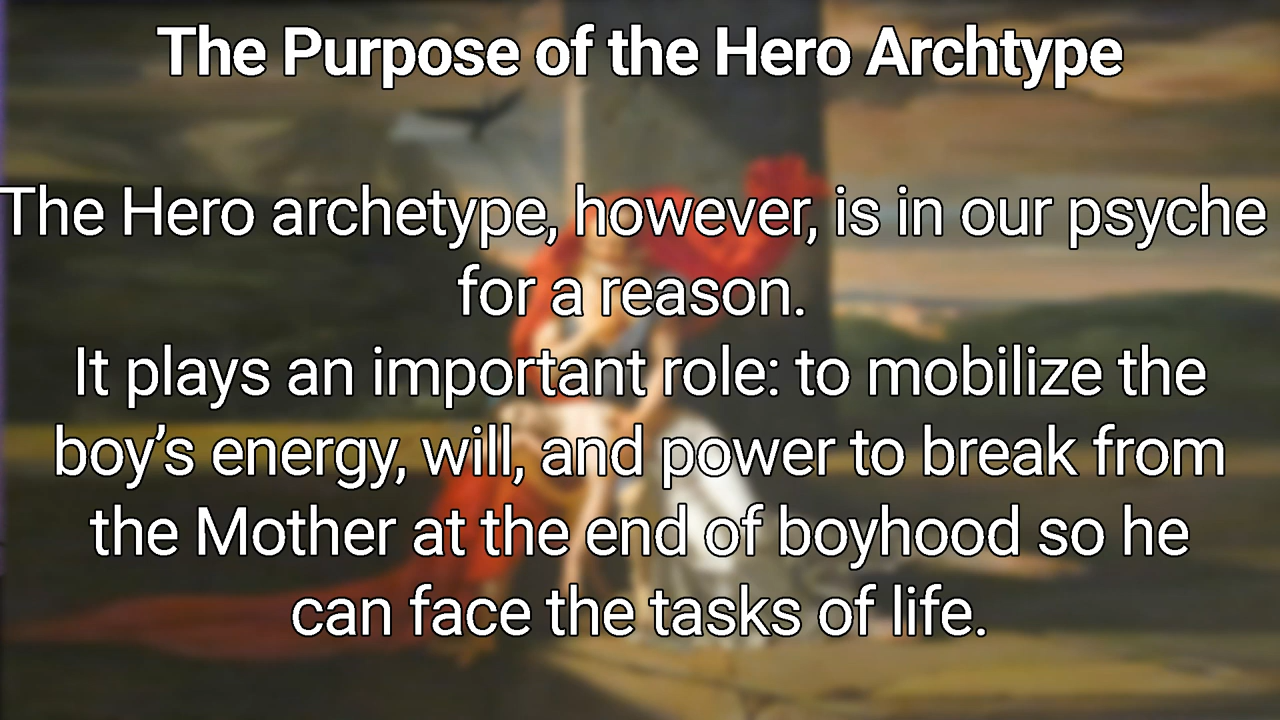 The Purpose of the Hero Archtype
The Hero archetype, however, is in our psyche
for a reason.
It plays an important role: to mobilize the
boy’s energy, will, and power to break from
the Mother at the end of boyhood so he
can face the tasks of life.